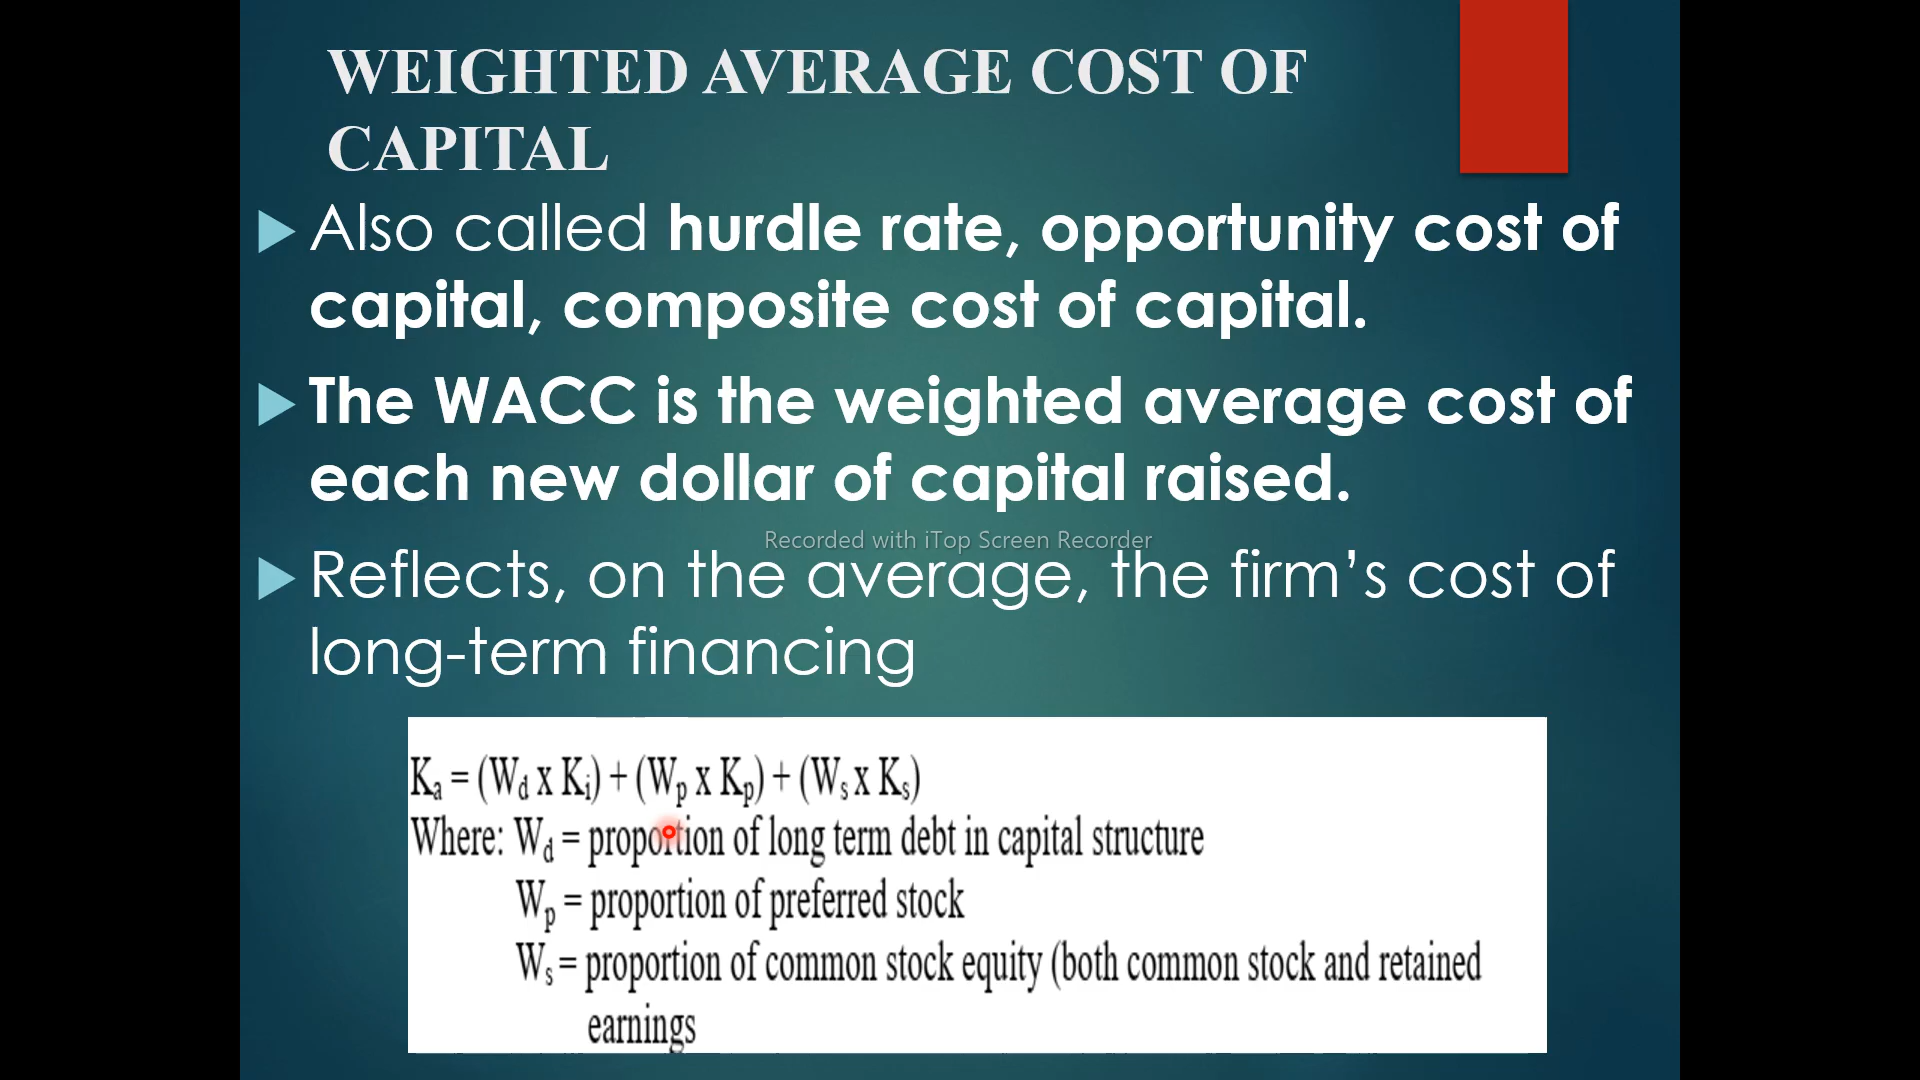 WEIGHTED AVERAGE COST OF
CAPITAL
Also called hurdle rate, opportunity cost of
capital, composite cost of capital.
The WACC is the weighted average cost of
each new dollar of capital raised.
Recorded with iTop Screen Recorder
Reflects, on the average, the firm’s cost of
long-term financing
Kₐ = (W_d x Kᵢ) + (Wₚ x Kₚ) + (Wₛ x Kₛ)
Where: W_d = proportion of long term debt in capital structure
Wₚ = proportion of preferred stock
Wₛ = proportion of common stock equity (both common stock and retained
earnings